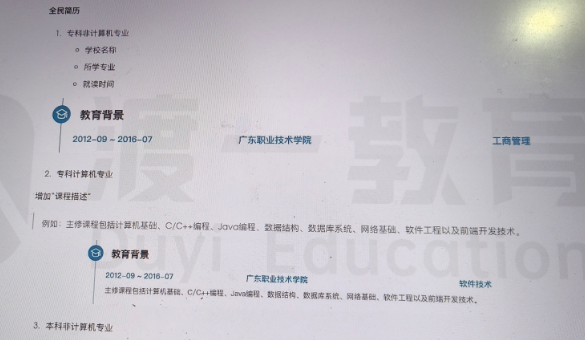 全民简历
1. 专科非计算机专业
学校名称
所学专业
就读时间
教育背景
2012-09 ~ 2016-07 广东职业技术学院 工商管理
2. 专科计算机专业
增加"课程描述"
例如：主修课程包括计算机基础、C/C++编程、Java编程、数据结构、数据库系统、网络基础、软件工程以及前端开发技术。
教育背景
2012-09 ~ 2016-07 广东职业技术学院 软件技术
主修课程包括计算机基础、C/C++编程、Java编程、数据结构、数据库系统、网络基础、软件工程以及前端开发技术。
3. 本科非计算机专业
渡一教育
Duyi Education